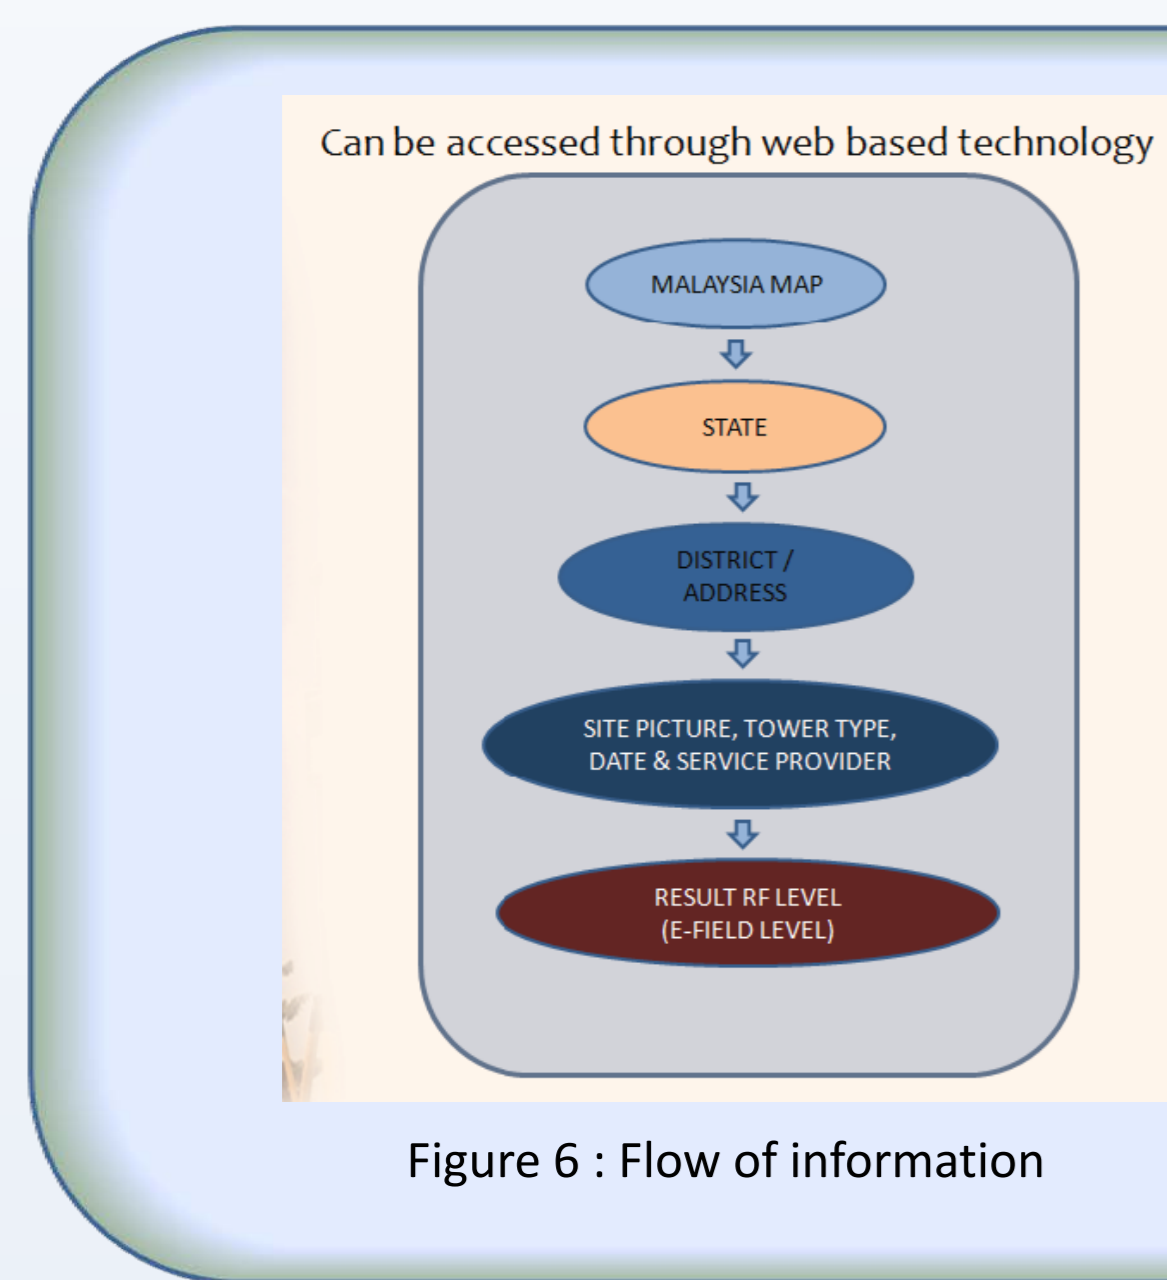 Can be accessed through web based technology
MALAYSIA MAP
STATE
DISTRICT /
ADDRESS
SITE PICTURE, TOWER TYPE,
DATE & SERVICE PROVIDER
RESULT RF LEVEL
(E-FIELD LEVEL)
Figure 6 : Flow of information